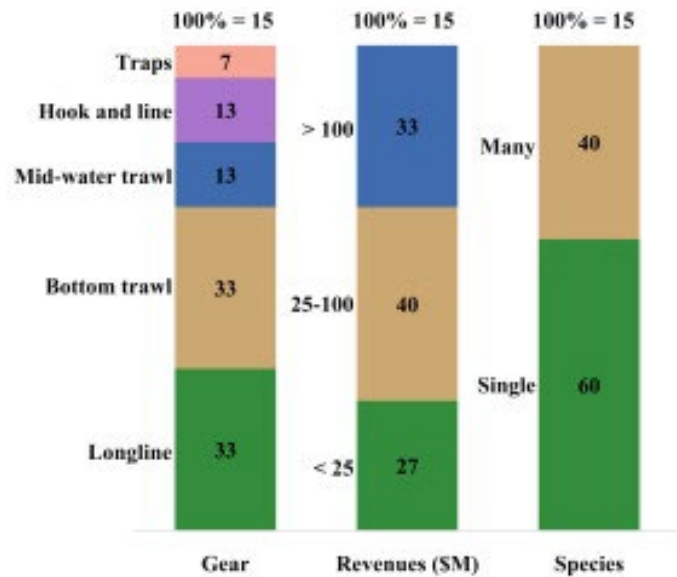 100% = 15 100% = 15 100% = 15
Traps 7
Hook and line 13
> 100 33
Many 40
Mid-water trawl 13
Bottom trawl 33
25-100 40
Single 60
Longline 33
< 25 27
Gear Revenues ($M) Species